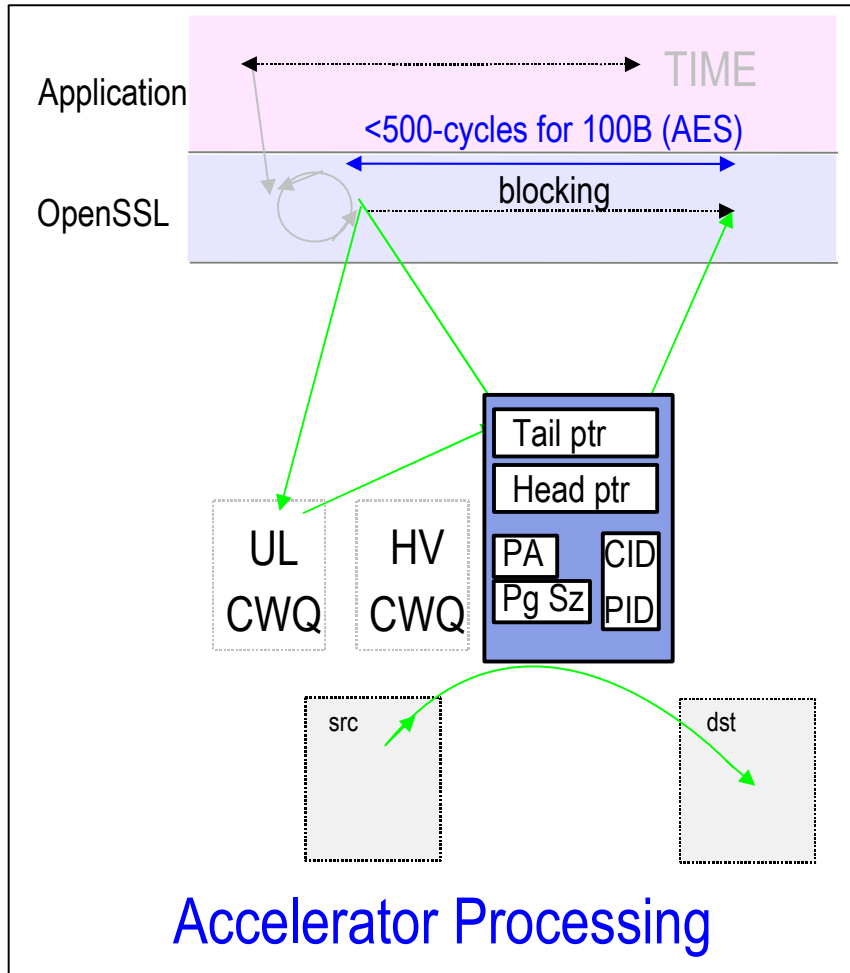 TIME
Application
<500-cycles for 100B (AES)
blocking
OpenSSL
Tail ptr
Head ptr
UL
CWQ
HV
CWQ
PA
Pg Sz
CID
PID
src
dst
Accelerator Processing